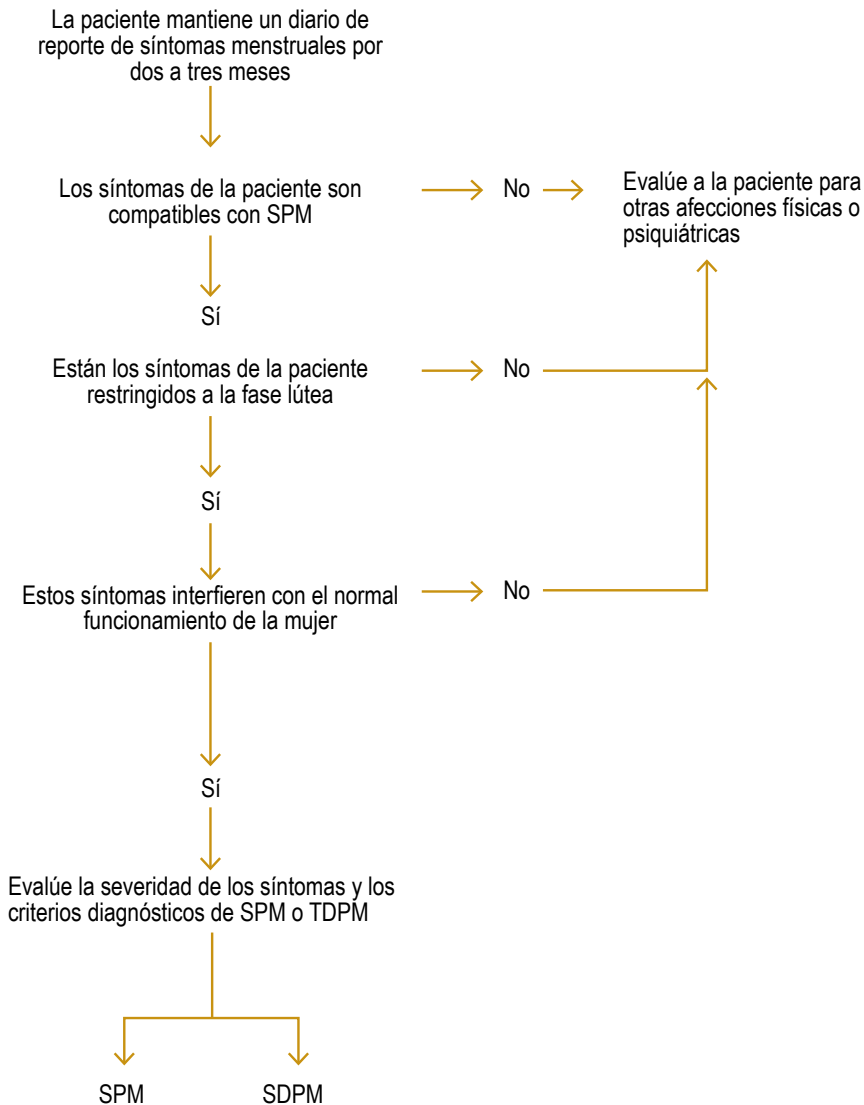 La paciente mantiene un diario de
reporte de síntomas menstruales por
dos a tres meses
Los síntomas de la paciente son
compatibles con SPM
No
Evalúe a la paciente para
otras afecciones físicas o
psiquiátricas
Sí
Están los síntomas de la paciente
restringidos a la fase lútea
No
Sí
Estos síntomas interfieren con el normal
funcionamiento de la mujer
No
Sí
Evalúe la severidad de los síntomas y los
criterios diagnósticos de SPM o TDPM
SPM
SDPM